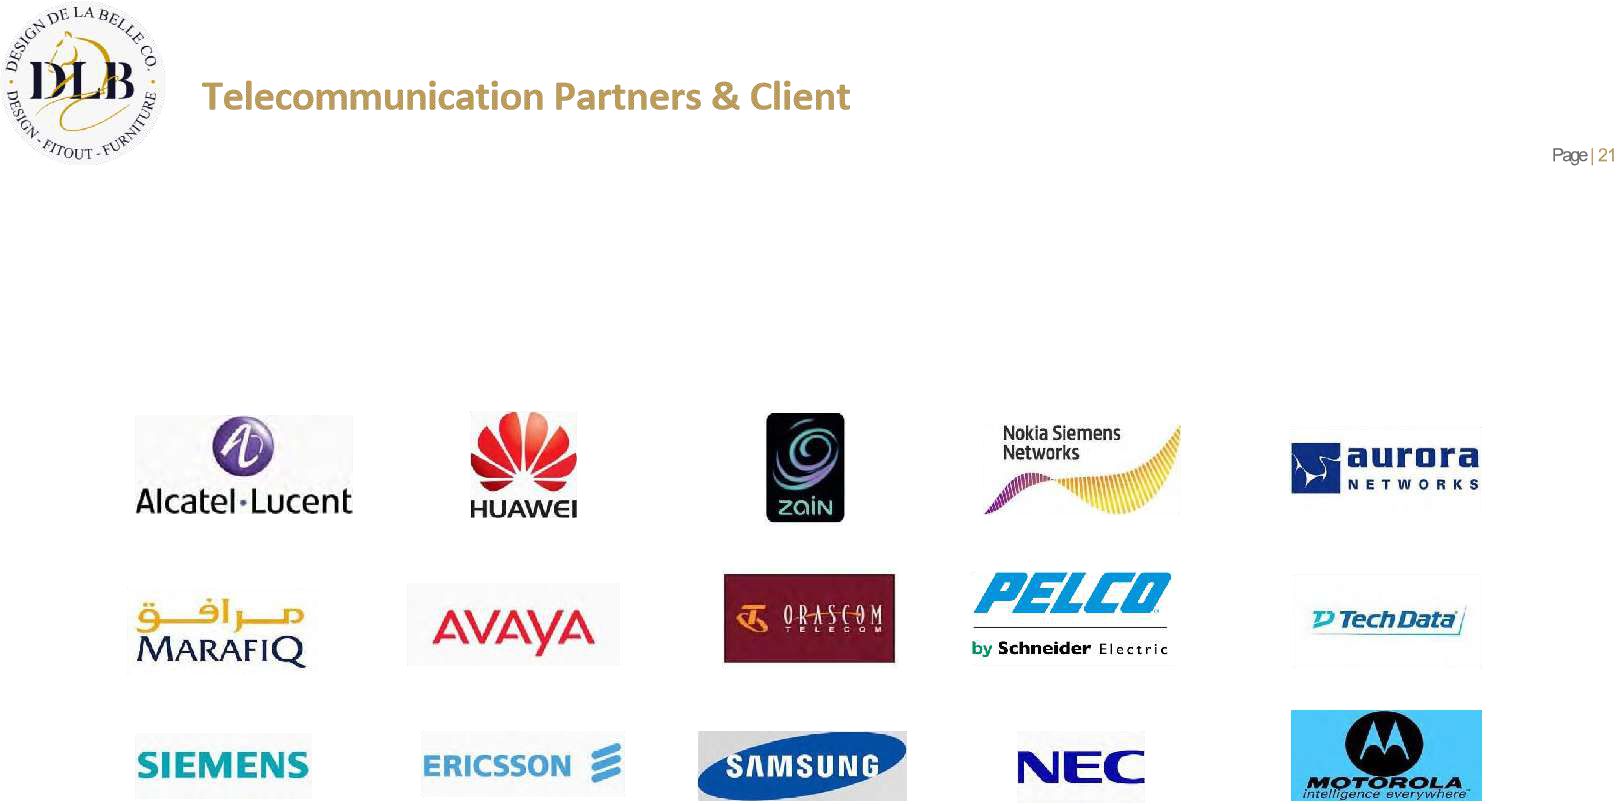 DESIGN DE LA BELLE CO.
DLB
DESIGN - FITOUT - FURNITURE
Telecommunication Partners & Client
Page | 21
Alcatel·Lucent
HUAWEI
zain
Nokia Siemens
Networks
aurora
NETWORKS
مرافق
MARAFIQ
AVAYA
ORASCOM
TELECOM
PELCO
by Schneider Electric
TechData
SIEMENS
ERICSSON
SAMSUNG
NEC
MOTOROLA
intelligence everywhere™